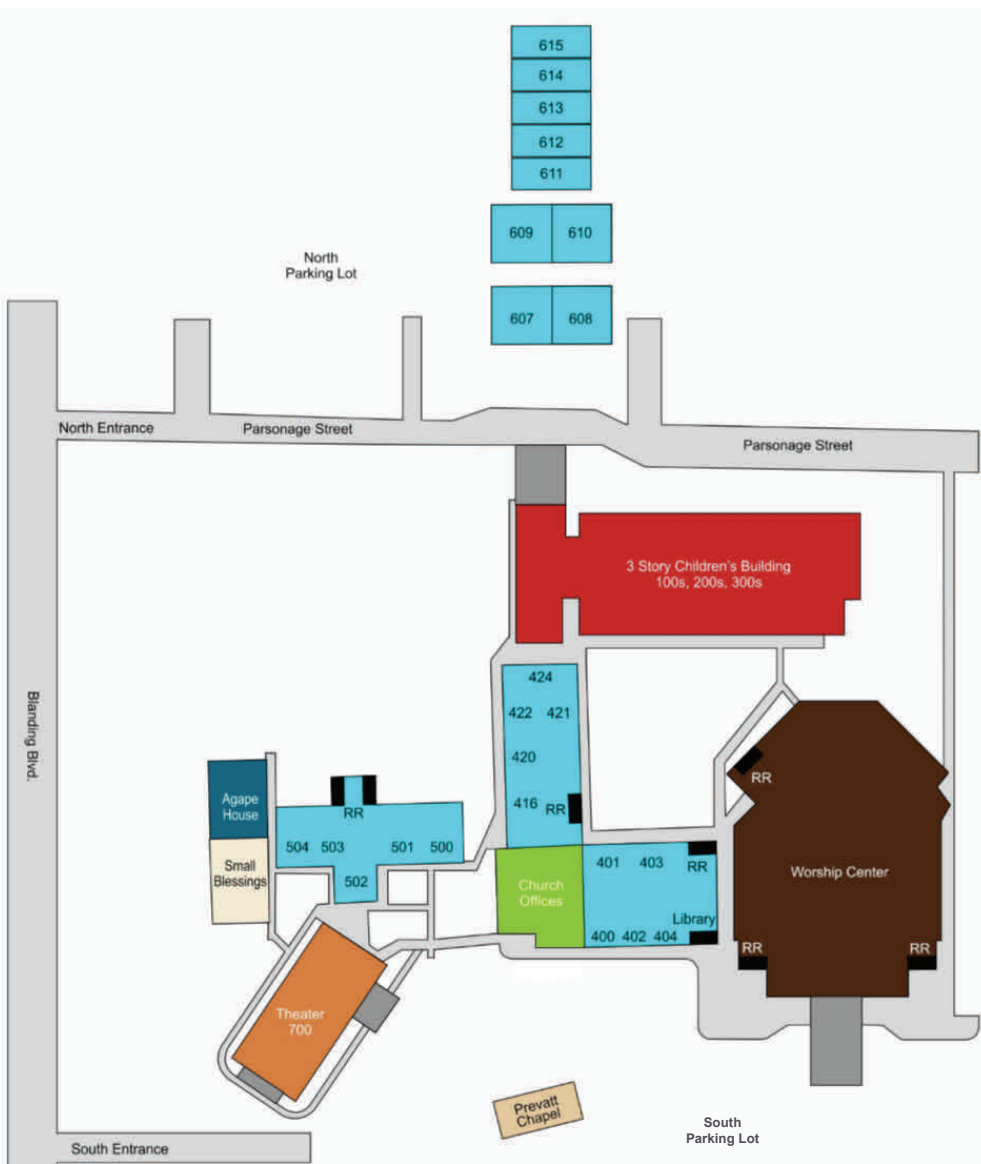 615
614
613
612
611
609 610
North
Parking Lot
607 608
North Entrance
Parsonage Street
Parsonage Street
3 Story Children's Building
100s, 200s, 300s
424
422 421
420
416 RR
Blanding Blvd.
RR
Agape
House
RR
504 503 501 500
502
Small
Blessings
Church
Offices
401 403 RR
Library
400 402 404
Worship Center
RR
RR
Theater
700
Prevatt
Chapel
South
Parking Lot
South Entrance